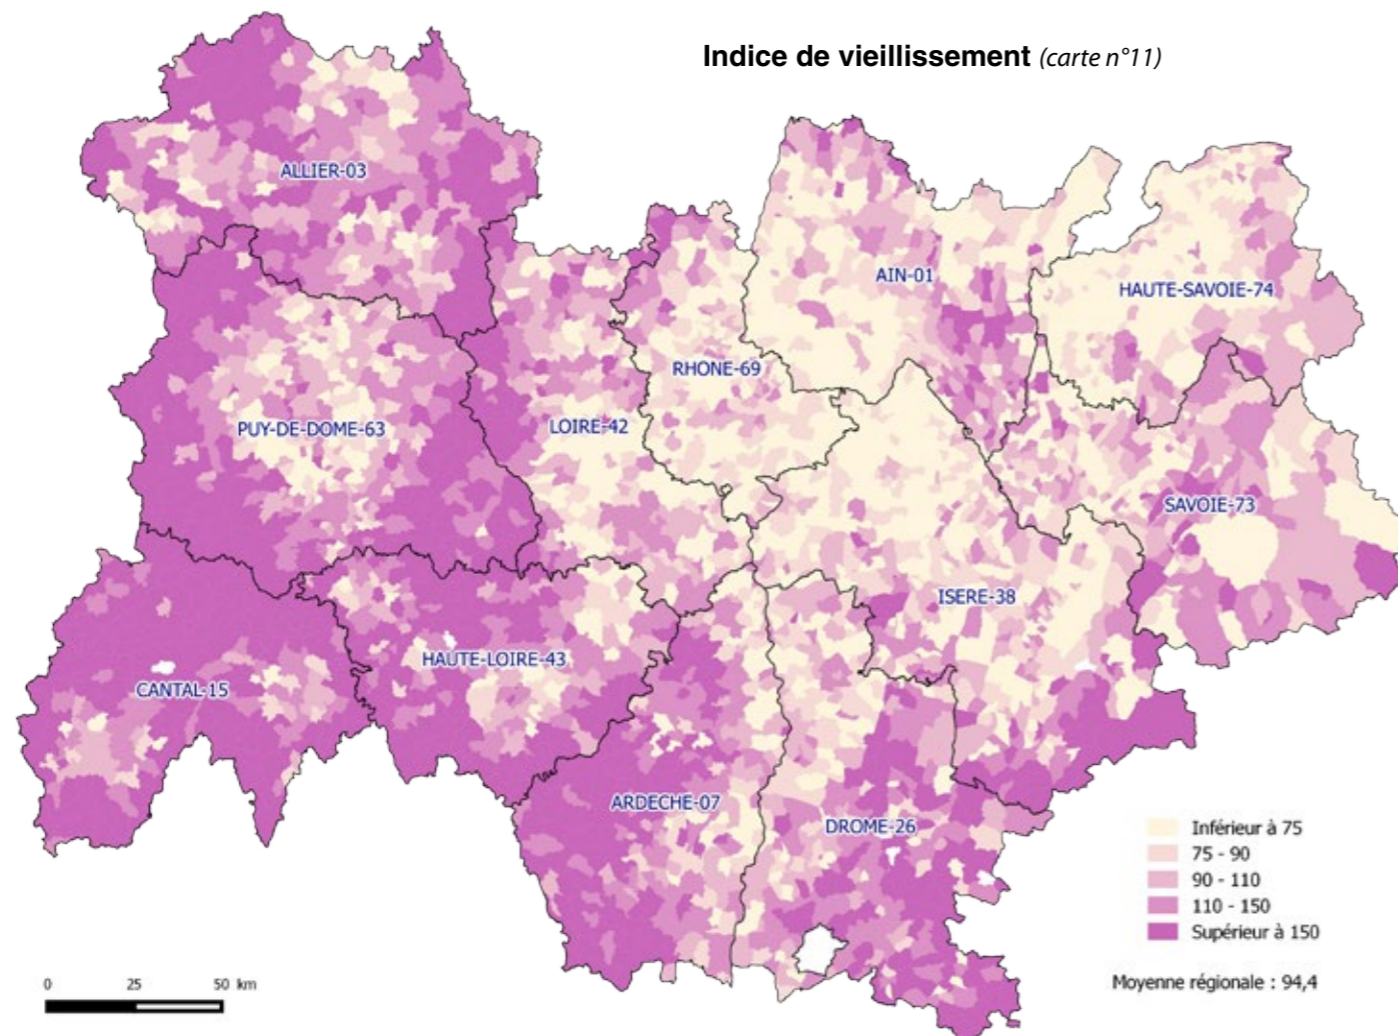 Indice de vieillissement (carte n°11)
ALLIER-03
AIN-01
HAUTE-SAVOIE-74
RHONE-69
PUY-DE-DOME-63
LOIRE-42
SAVOIE-73
ISERE-38
HAUTE-LOIRE-43
CANTAL-15
ARDECHE-07
DROME-26
Inférieur à 75
75 - 90
90 - 110
110 - 150
Supérieur à 150
Moyenne régionale : 94,4
0 25 50 km